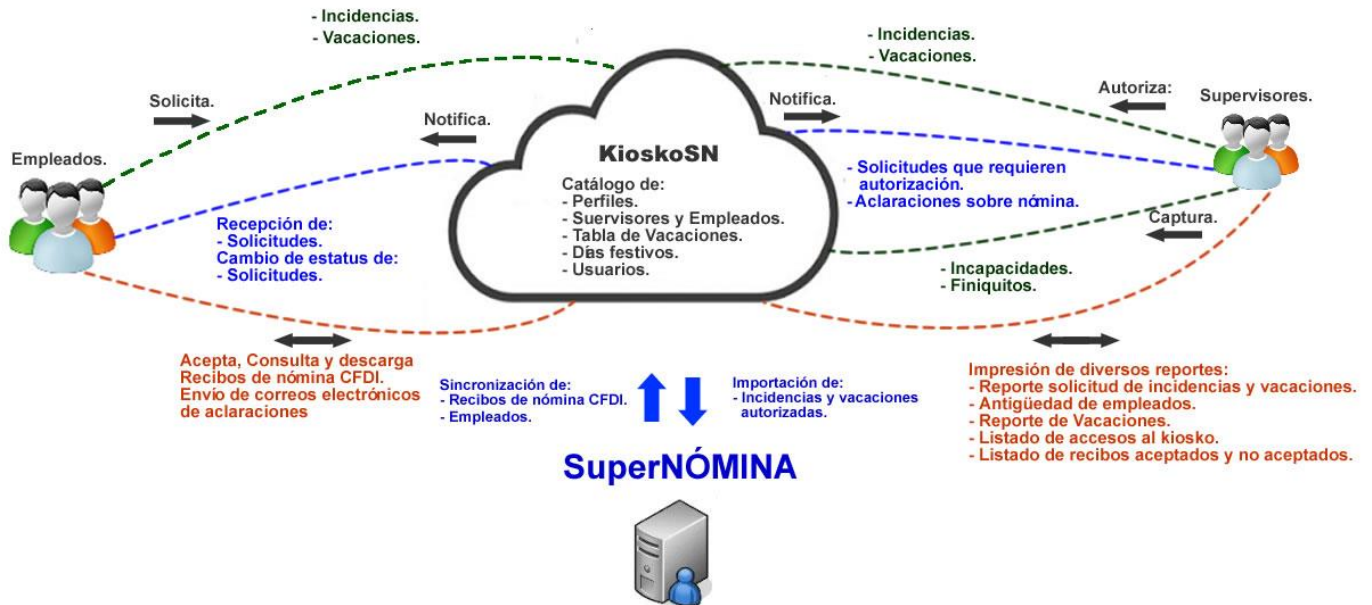 - Incidencias.
- Vacaciones.
- Incidencias.
- Vacaciones.
Solicita.
Notifica.
Notifica.
Autoriza:
Supervisores.
Empleados.
KioskoSN
Catálogo de:
- Perfiles.
- Suervisores y Empleados.
- Tabla de Vacaciones.
- Días festivos.
- Usuarios.
- Solicitudes que requieren
autorización.
- Aclaraciones sobre nómina.
Recepción de:
- Solicitudes.
Cambio de estatus de:
- Solicitudes.
Captura.
- Incapacidades.
- Finiquitos.
Acepta, Consulta y descarga
Recibos de nómina CFDI.
Envío de correos electrónicos
de aclaraciones
Sincronización de:
- Recibos de nómina CFDI.
- Empleados.
Importación de:
- Incidencias y vacaciones
autorizadas.
Impresión de diversos reportes:
- Reporte solicitud de incidencias y vacaciones.
- Antigüedad de empleados.
- Reporte de Vacaciones.
- Listado de accesos al kiosko.
- Listado de recibos aceptados y no aceptados.
SuperNÓMINA